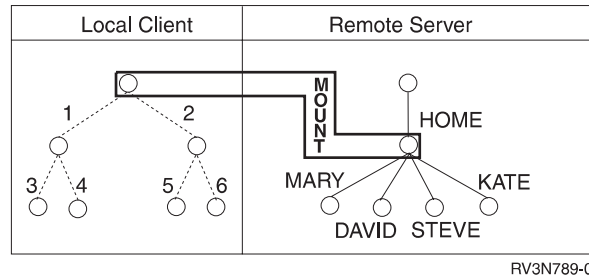 Local Client
Remote Server
MOUNT
HOME
1
2
3
4
5
6
MARY
DAVID
STEVE
KATE